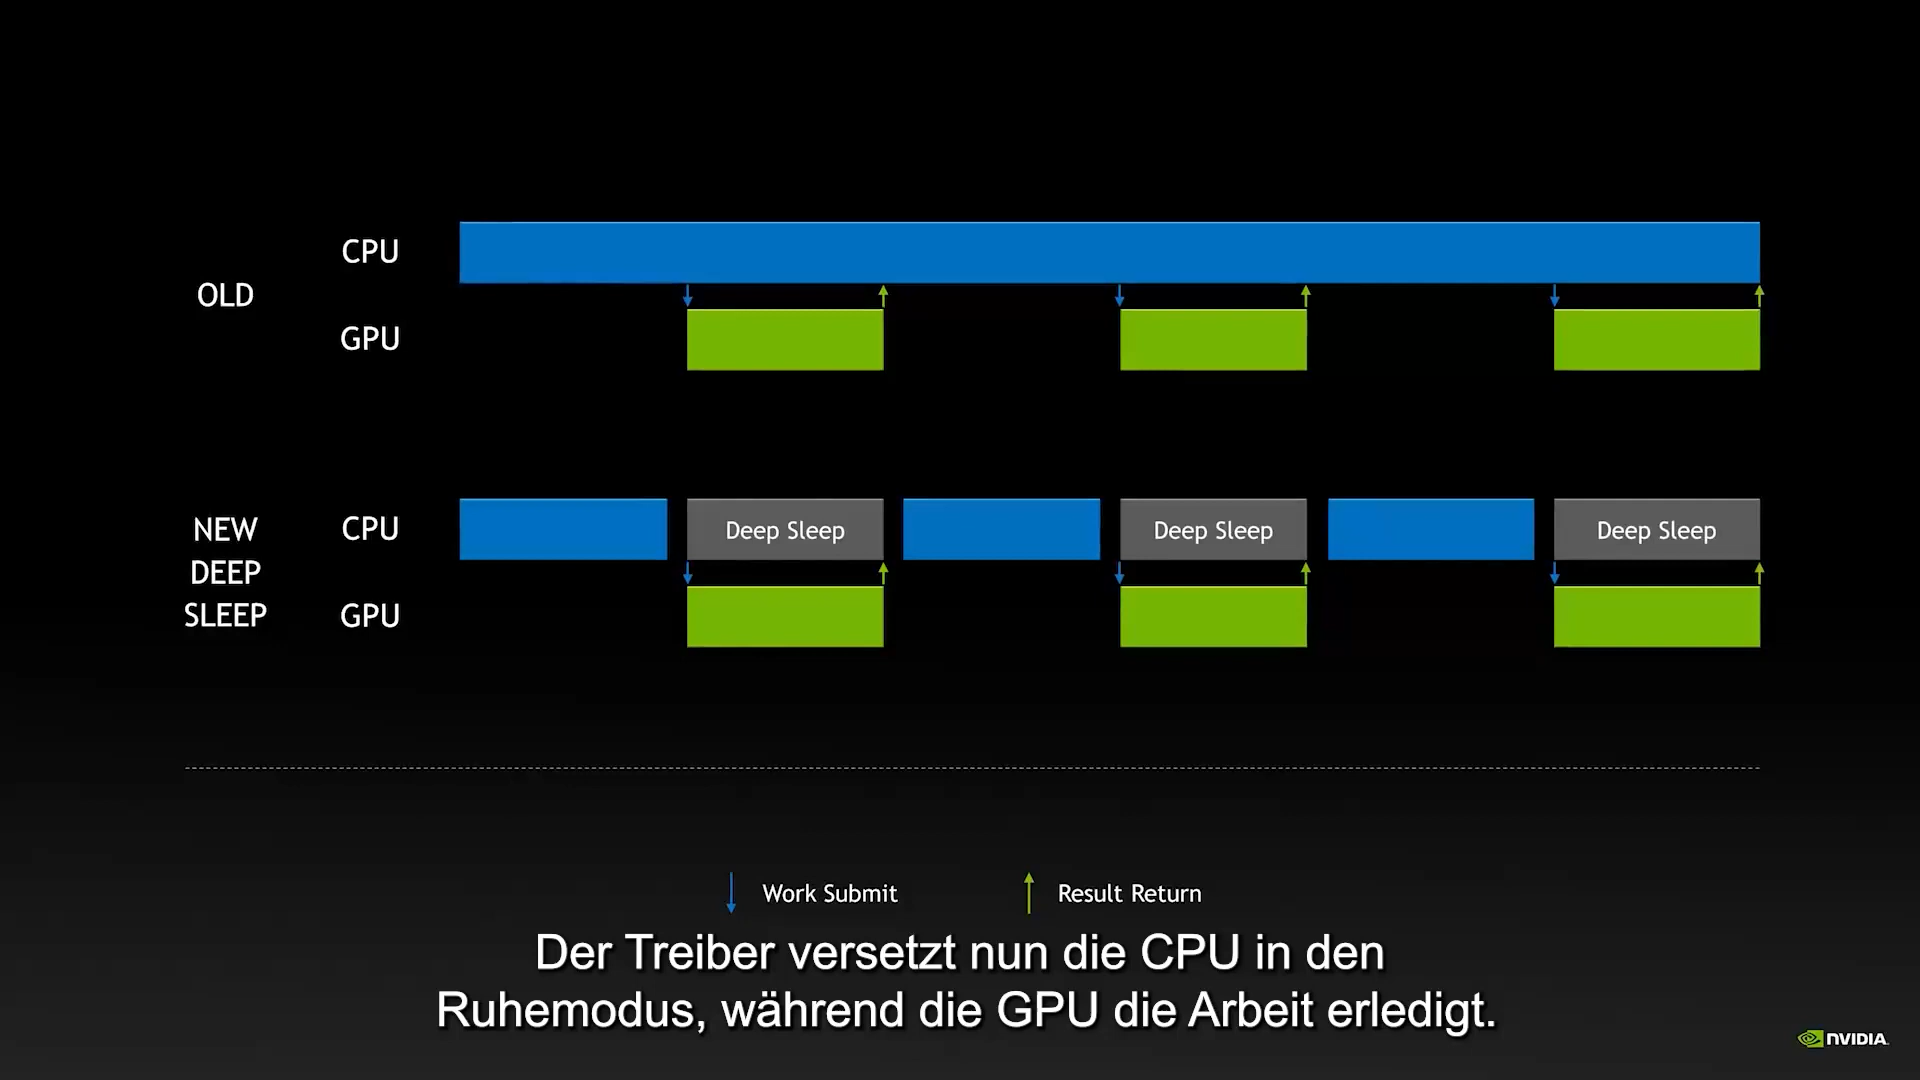 CPU
OLD
GPU
NEW
DEEP
SLEEP
CPU
Deep Sleep
Deep Sleep
Deep Sleep
GPU
Work Submit
Result Return
Der Treiber versetzt nun die CPU in den
Ruhemodus, während die GPU die Arbeit erledigt.
NVIDIA.